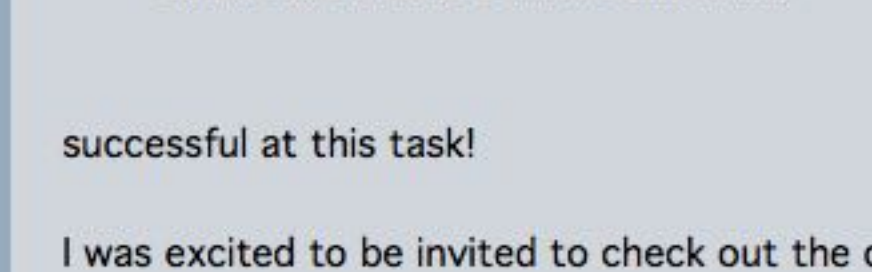 successful at this task!
I was excited to be invited to check out the